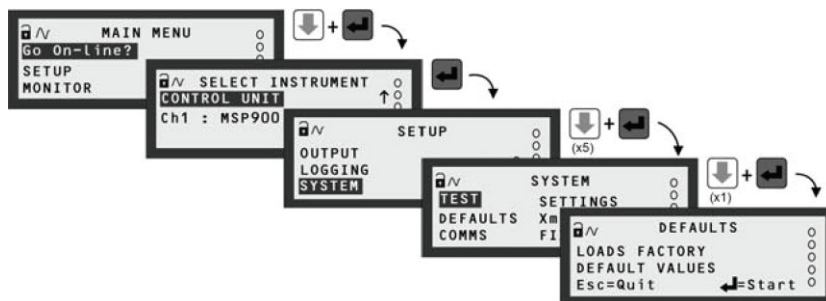 MAIN MENU
Go On-Line?
SETUP
MONITOR
+
SELECT INSTRUMENT
CONTROL UNIT
Ch1 : MSP900
SETUP
OUTPUT
LOGGING
SYSTEM
+
(x5)
SYSTEM
TEST SETTINGS
DEFAULTS Xm
COMMS FI
+
(x1)
DEFAULTS
LOADS FACTORY
DEFAULT VALUES
Esc=Quit =Start